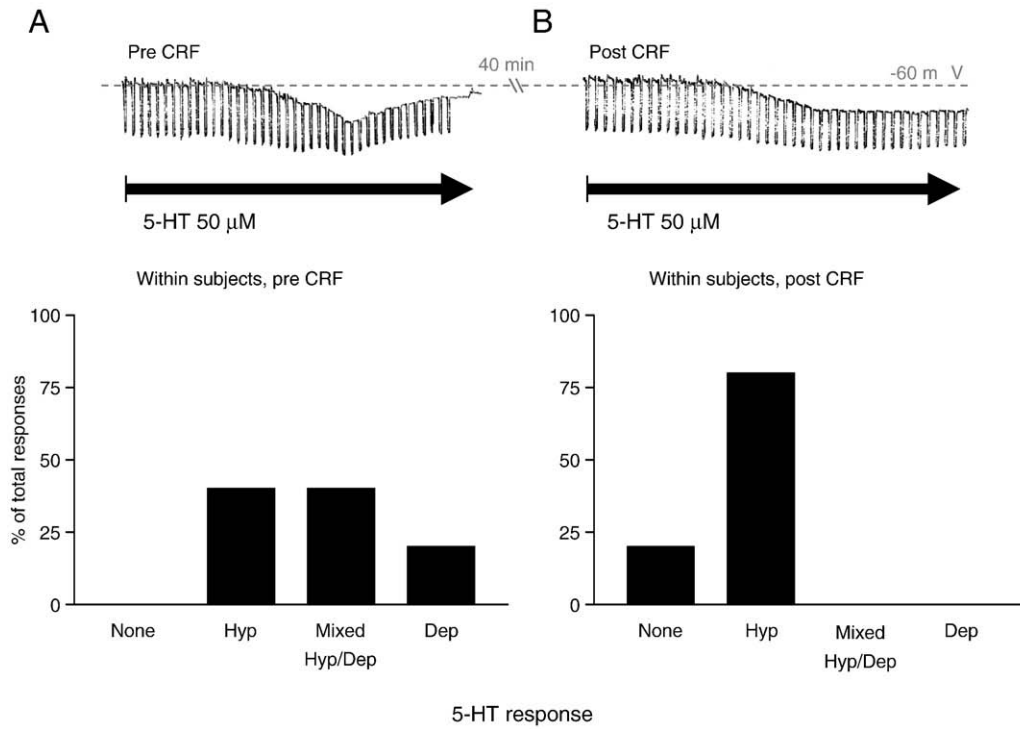 A
B
Pre CRF
40 min
Post CRF
-60 m V
5-HT 50 μM
5-HT 50 μM
Within subjects, pre CRF
Within subjects, post CRF
% of total responses
100
75
50
25
0
None
Hyp
Mixed
Hyp/Dep
Dep
100
75
50
25
0
None
Hyp
Mixed
Hyp/Dep
Dep
5-HT response